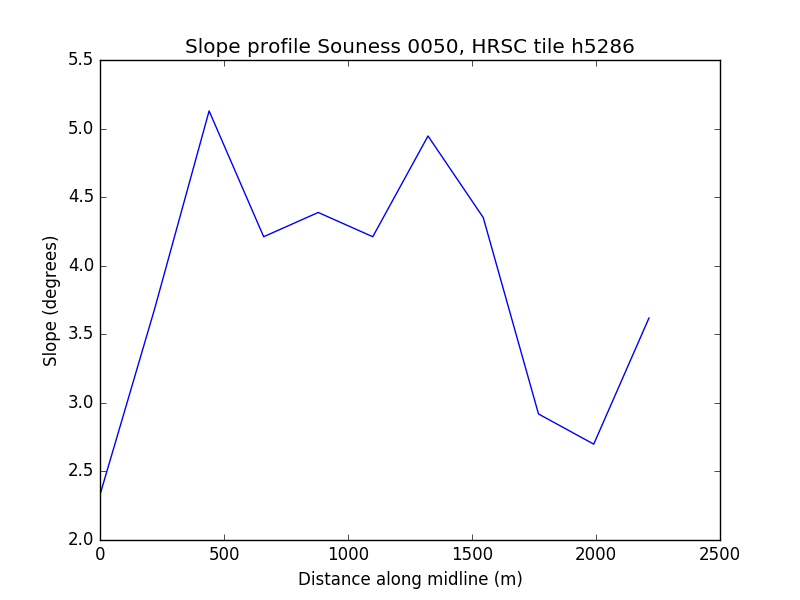 Slope profile Souness 0050, HRSC tile h5286
5.5
5.0
4.5
4.0
3.5
3.0
2.5
2.0
Slope (degrees)
0 500 1000 1500 2000 2500
Distance along midline (m)